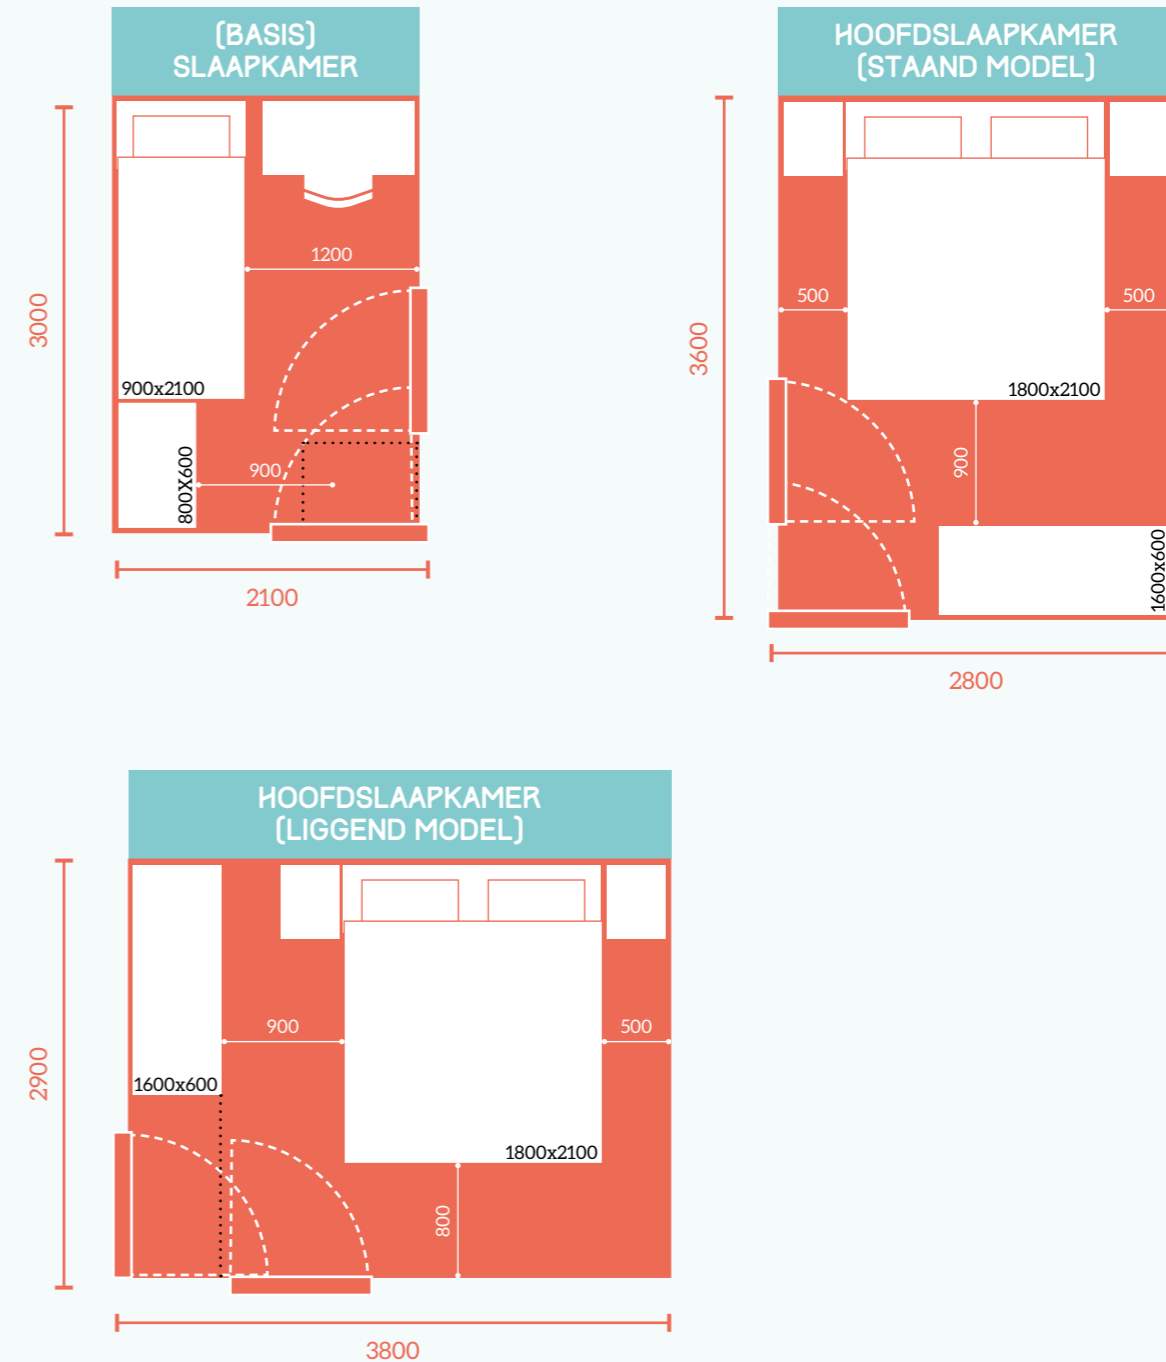 (BASIS)
SLAAPKAMER
3000
1200
900x2100
800X600
900
2100
HOOFDSLAAPKAMER
(STAAND MODEL)
3600
500
500
1800x2100
900
1600x600
2800
HOOFDSLAAPKAMER
(LIGGEND MODEL)
2900
900
500
1600x600
1800x2100
800
3800